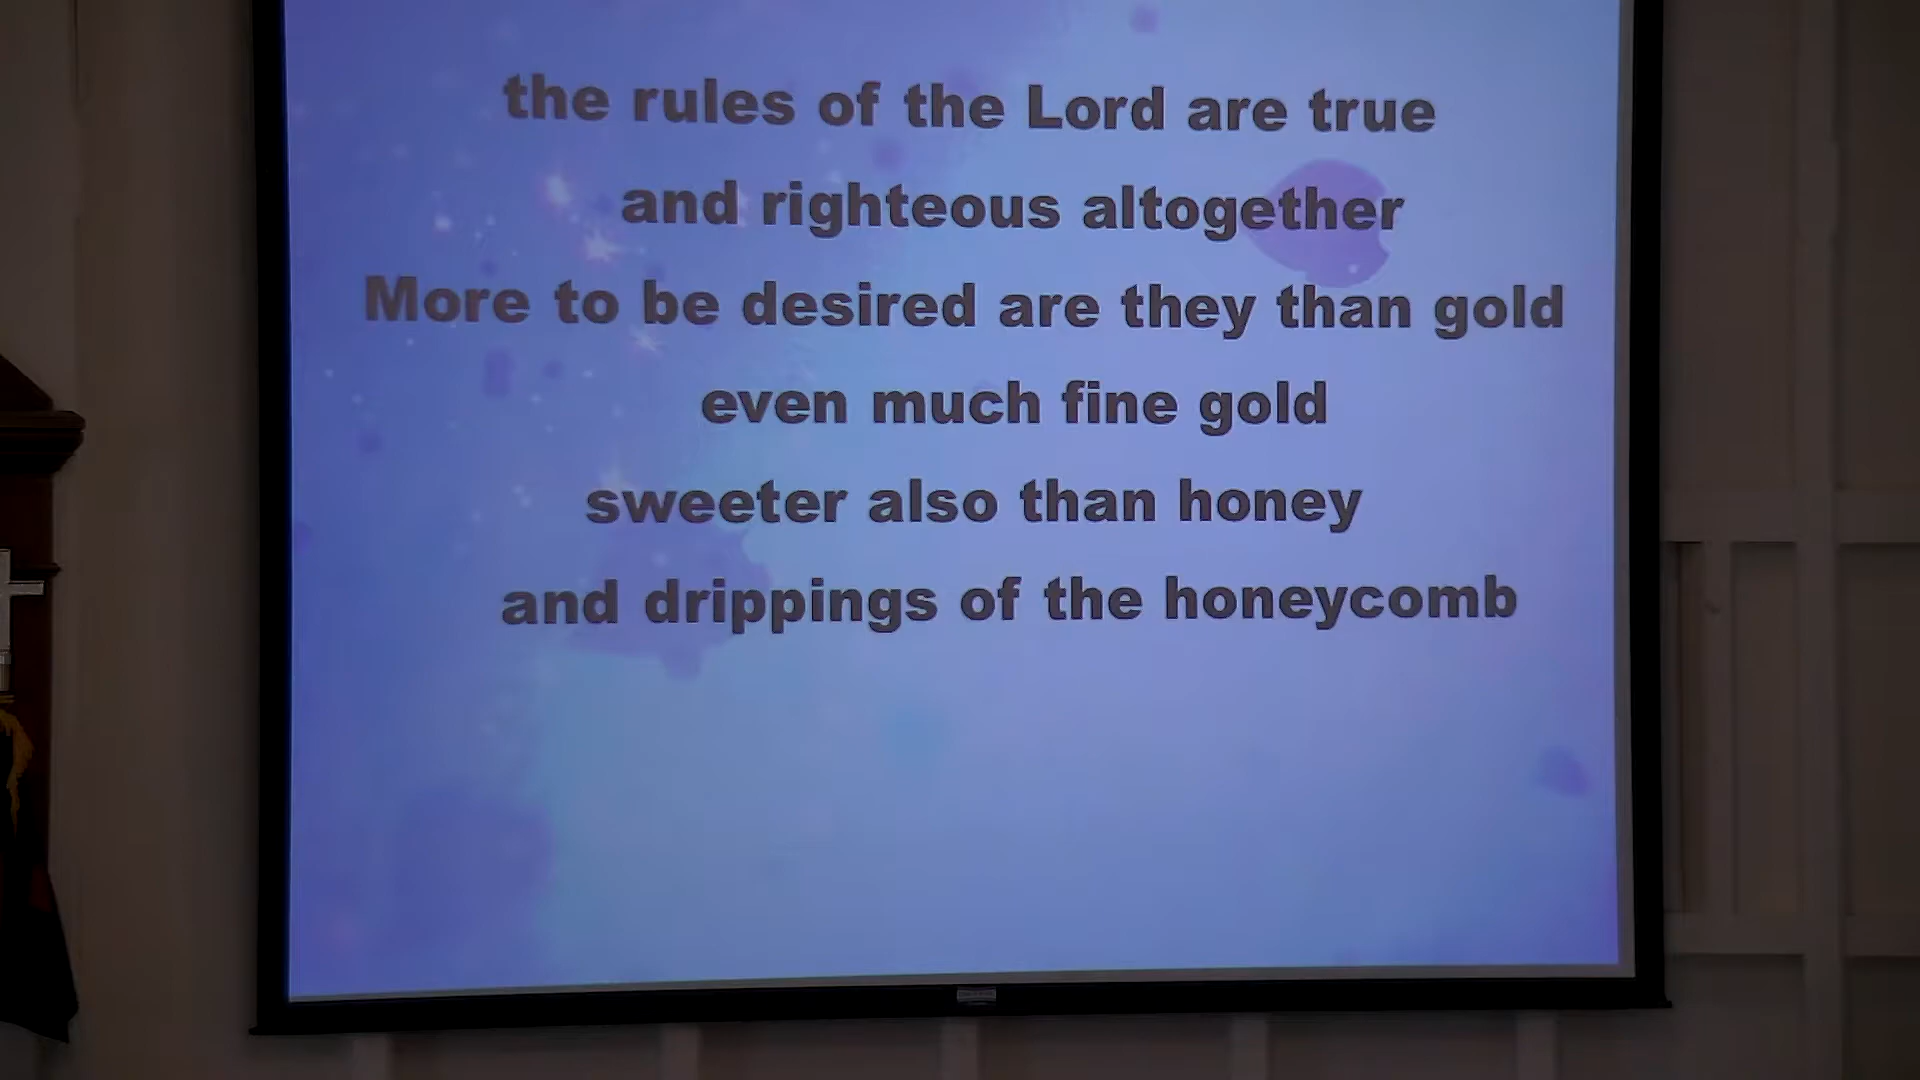 the rules of the Lord are true
and righteous altogether
More to be desired are they than gold
even much fine gold
sweeter also than honey
and drippings of the honeycomb